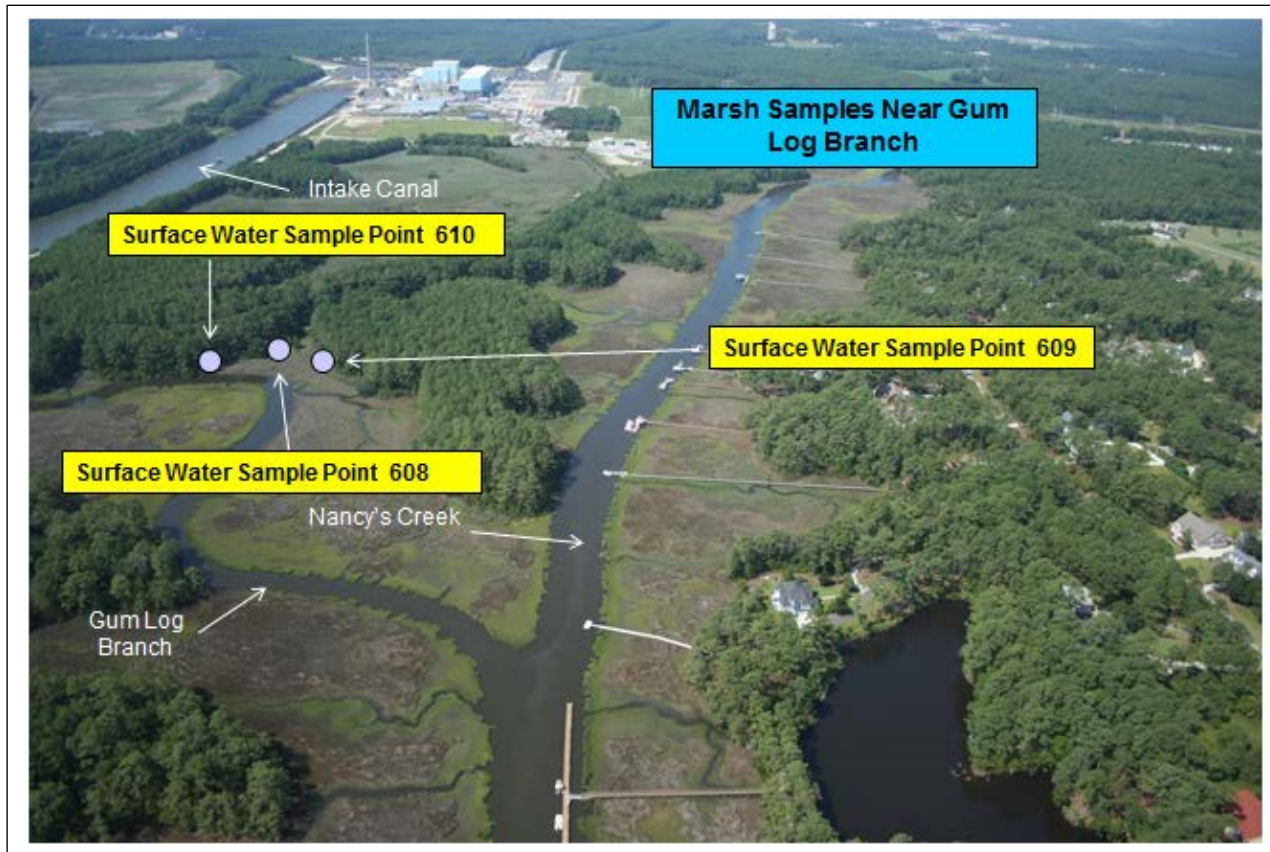 Marsh Samples Near Gum
Log Branch
Intake Canal
Surface Water Sample Point 610
Surface Water Sample Point 609
Surface Water Sample Point 608
Nancy's Creek
Gum Log
Branch